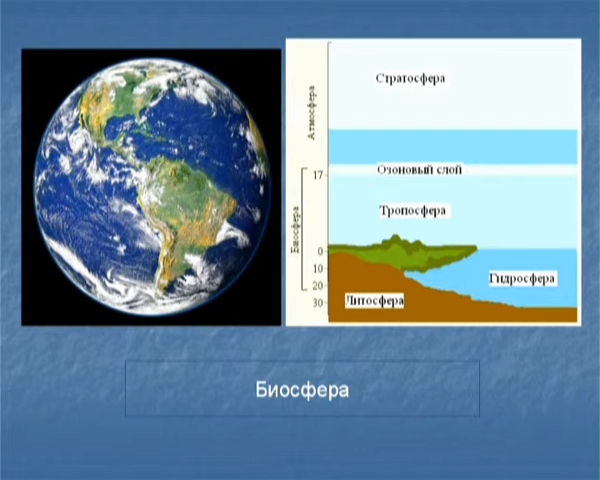 Стратосфера
Атмосфера
Озоновый слой
17
Тропосфера
Биосфера
0
10
20
30
Гидросфера
Литосфера
Биосфера